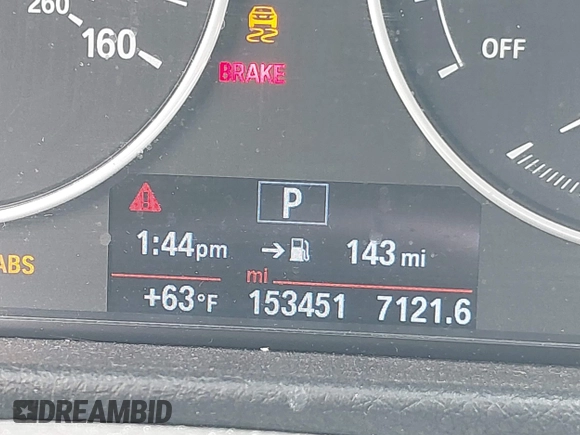 260
160
OFF
BRAKE
P
1:44pm 143 mi
ABS
mi
+63°F 153451 7121.6
DREAMBID